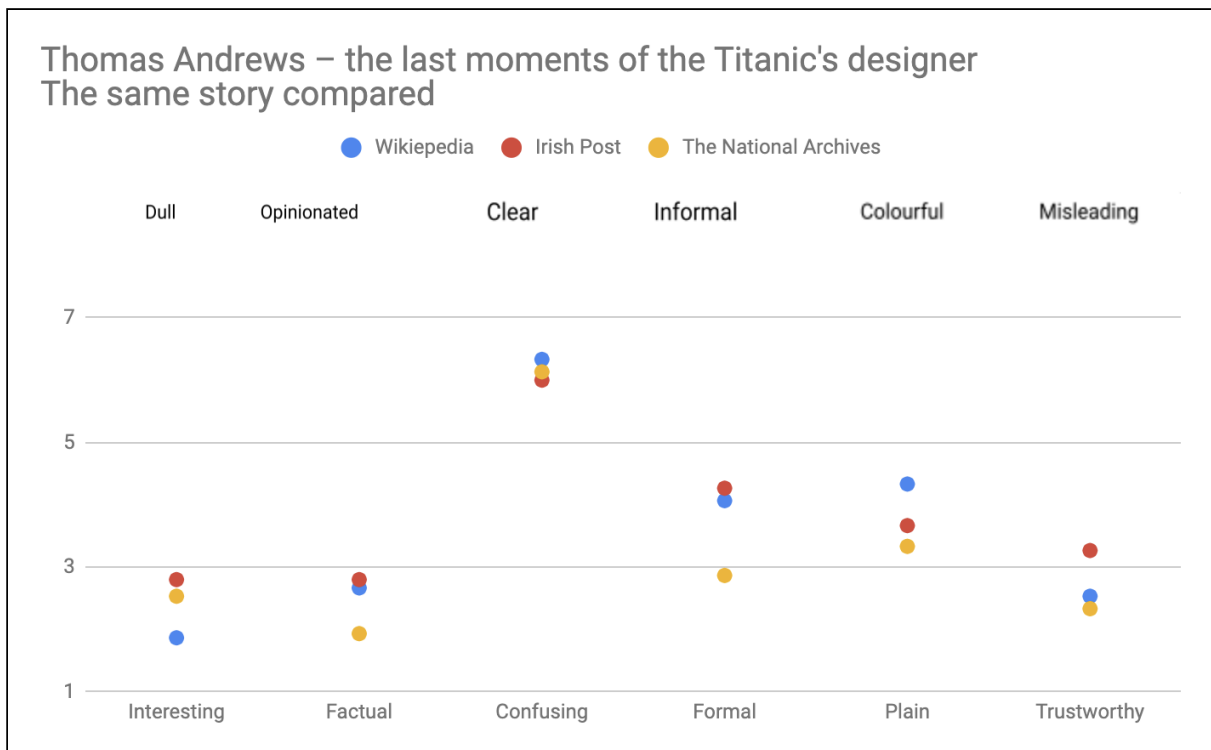 Thomas Andrews – the last moments of the Titanic's designer
The same story compared
Wikiepedia Irish Post The National Archives
Dull Opinionated Clear Informal Colourful Misleading
7
5
3
1
Interesting Factual Confusing Formal Plain Trustworthy